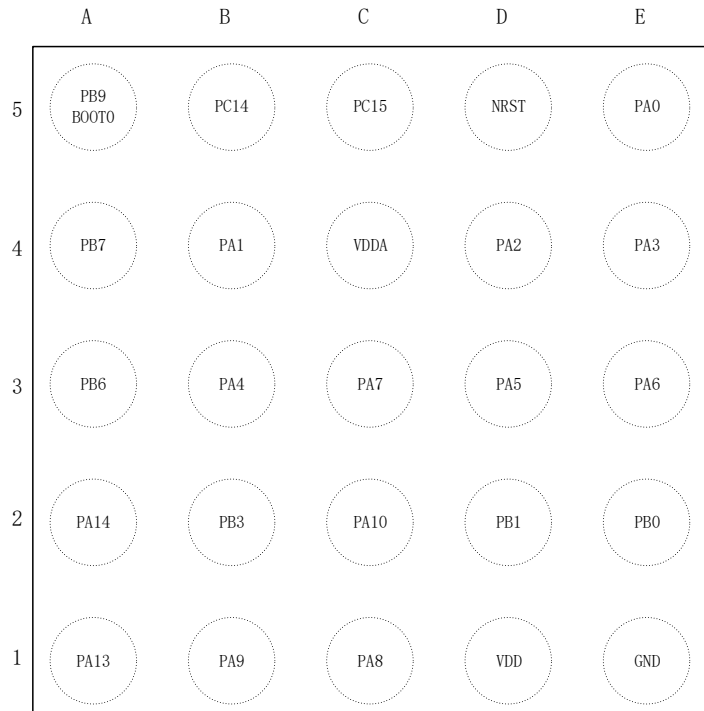 A B C D E
5 PB9 BOOT0 PC14 PC15 NRST PA0
4 PB7 PA1 VDDA PA2 PA3
3 PB6 PA4 PA7 PA5 PA6
2 PA14 PB3 PA10 PB1 PB0
1 PA13 PA9 PA8 VDD GND